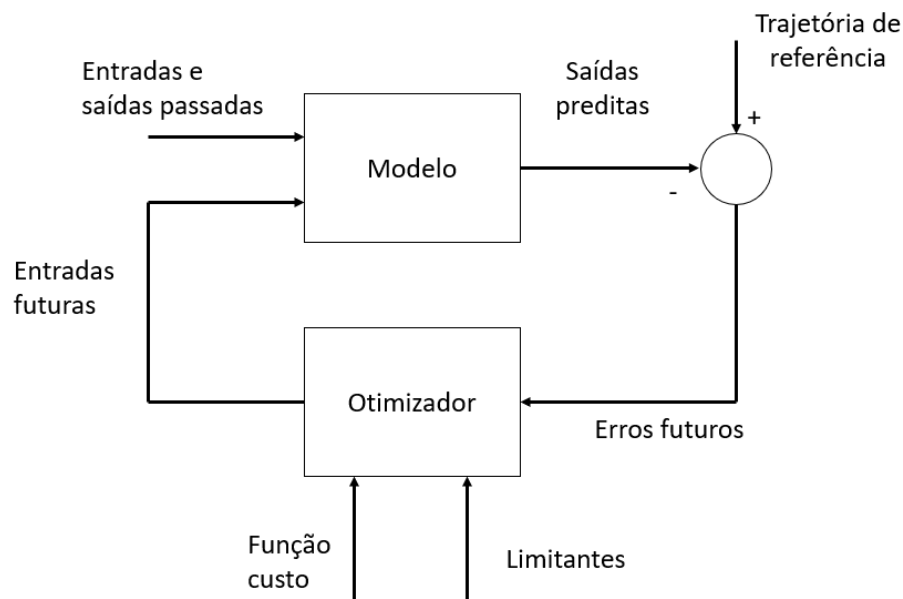 Trajetória de
referência
Entradas e
saídas passadas
Saídas
preditas
+
Modelo
-
Entradas
futuras
Otimizador
Erros futuros
Função
custo
Limitantes